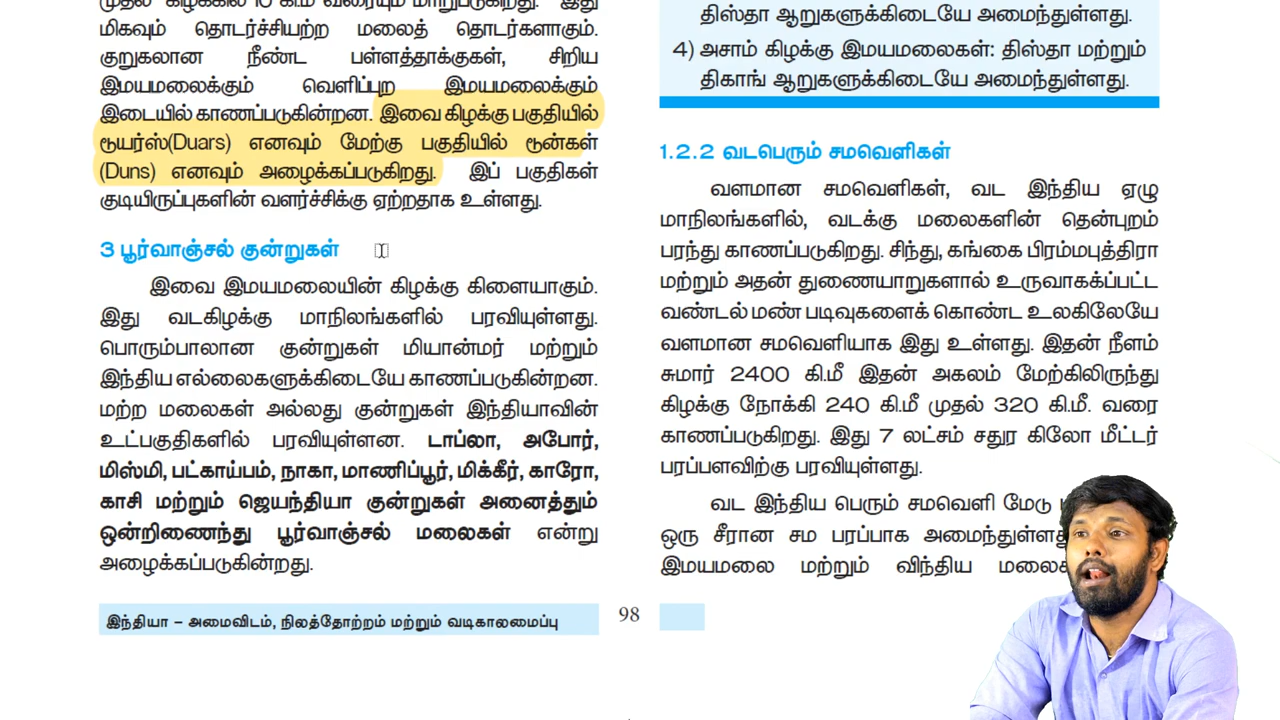 முதல் கிழக்கில் 10 கி.மீ வரையும் மாறுபடுகிறது. இது
மிகவும் தொடர்ச்சியற்ற மலைத் தொடர்களாகும்.
குறுகலான நீண்ட பள்ளத்தாக்குகள், சிறிய
இமயமலைக்கும் வெளிப்புற இமயமலைக்கும்
இடையில் காணப்படுகின்றன. இவை கிழக்கு பகுதியில்
டூயர்ஸ்(Duars) எனவும் மேற்கு பகுதியில் டூன்கள்
(Duns) எனவும் அழைக்கப்படுகிறது. இப் பகுதிகள்
குடியிருப்புகளின் வளர்ச்சிக்கு ஏற்றதாக உள்ளது.
3 பூர்வாஞ்சல் குன்றுகள்
இவை இமயமலையின் கிழக்கு கிளையாகும்.
இது வடகிழக்கு மாநிலங்களில் பரவியுள்ளது.
பொரும்பாலான குன்றுகள் மியான்மர் மற்றும்
இந்திய எல்லைகளுக்கிடையே காணப்படுகின்றன.
மற்ற மலைகள் அல்லது குன்றுகள் இந்தியாவின்
உட்பகுதிகளில் பரவியுள்ளன. டாப்லா, அபோர்,
மிஸ்மி, பட்காய்பம், நாகா, மாணிப்பூர், மிக்கீர், காரோ,
காசி மற்றும் ஜெயந்தியா குன்றுகள் அனைத்தும்
ஒன்றிணைந்து பூர்வாஞ்சல் மலைகள் என்று
அழைக்கப்படுகின்றது.
இந்தியா – அமைவிடம், நிலத்தோற்றம் மற்றும் வடிகாலமைப்பு
98
திஸ்தா ஆறுகளுக்கிடையே அமைந்துள்ளது.
4) அசாம் கிழக்கு இமயமலைகள்: திஸ்தா மற்றும்
திகாங் ஆறுகளுக்கிடையே அமைந்துள்ளது.
1.2.2 வடபெரும் சமவெளிகள்
வளமான சமவெளிகள், வட இந்திய ஏழு
மாநிலங்களில், வடக்கு மலைகளின் தென்புறம்
பரந்து காணப்படுகிறது. சிந்து, கங்கை பிரம்மபுத்திரா
மற்றும் அதன் துணையாறுகளால் உருவாகக்ப்பட்ட
வண்டல் மண் படிவுகளைக் கொண்ட உலகிலேயே
வளமான சமவெளியாக இது உள்ளது. இதன் நீளம்
சுமார் 2400 கி.மீ இதன் அகலம் மேற்கிலிருந்து
கிழக்கு நோக்கி 240 கி.மீ முதல் 320 கி.மீ. வரை
காணப்படுகிறது. இது 7 லட்சம் சதுர கிலோ மீட்டர்
பரப்பளவிற்கு பரவியுள்ளது.
வட இந்திய பெரும் சமவெளி மேடு
ஒரு சீரான சம பரப்பாக
இமயமலை மற்றும் விந்திய